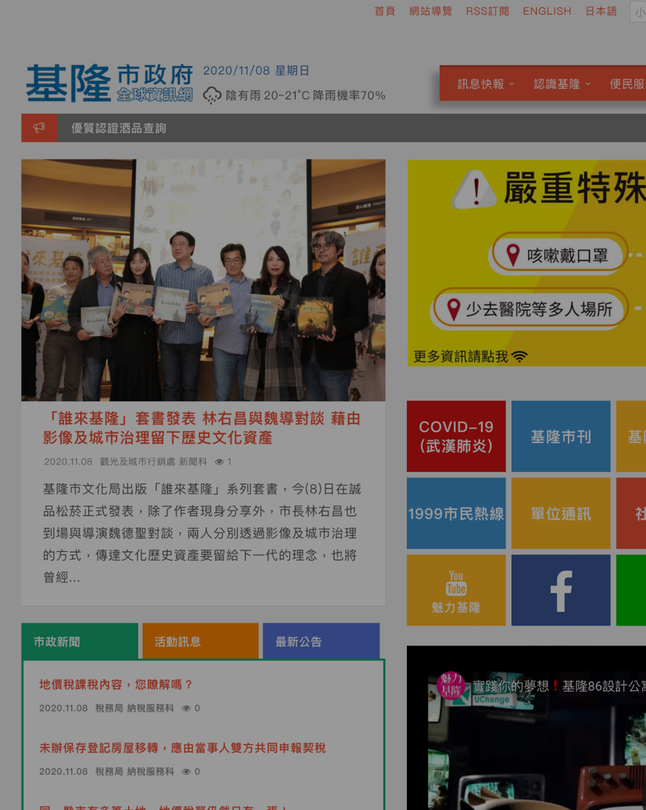 首頁 網站導覽 RSS訂閱 ENGLISH 日本語
基隆市政府
全球資訊網
2020/11/08 星期日
陰有雨 20~21°C 降雨機率70%
訊息快報 認識基隆 便民服
優質認證酒品查詢
嚴重特殊
咳嗽戴口罩
少去醫院等多人場所
更多資訊請點我
「誰來基隆」套書發表 林右昌與魏導對談 藉由
影像及城市治理留下歷史文化資產
2020.11.08 觀光及城市行銷處 新聞科 1
基隆市文化局出版「誰來基隆」系列套書，今(8)日在誠
品松菸正式發表，除了作者現身分享外，市長林右昌也
到場與導演魏德聖對談，兩人分別透過影像及城市治理
的方式，傳達文化歷史資產要留給下一代的理念，也將
曾經...
COVID-19
(武漢肺炎)
基隆市刊
基
1999市民熱線
單位通訊
社
You
Tube
魅力基隆
市政新聞 活動訊息 最新公告
地價稅課稅內容，您瞭解嗎？
2020.11.08 稅務局 納稅服務科 0
未辦保存登記房屋移轉，應由當事人雙方共同申報契稅
2020.11.08 稅務局 納稅服務科 0
魅力
基隆
實踐你的夢想！基隆86設計公寓
UChange